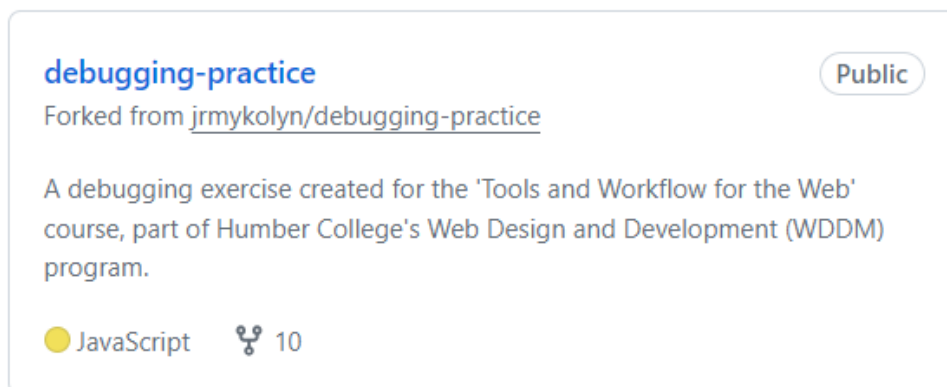 debugging-practice
Public
Forked from jrmykolyn/debugging-practice
A debugging exercise created for the 'Tools and Workflow for the Web'
course, part of Humber College's Web Design and Development (WDDM)
program.
JavaScript 10